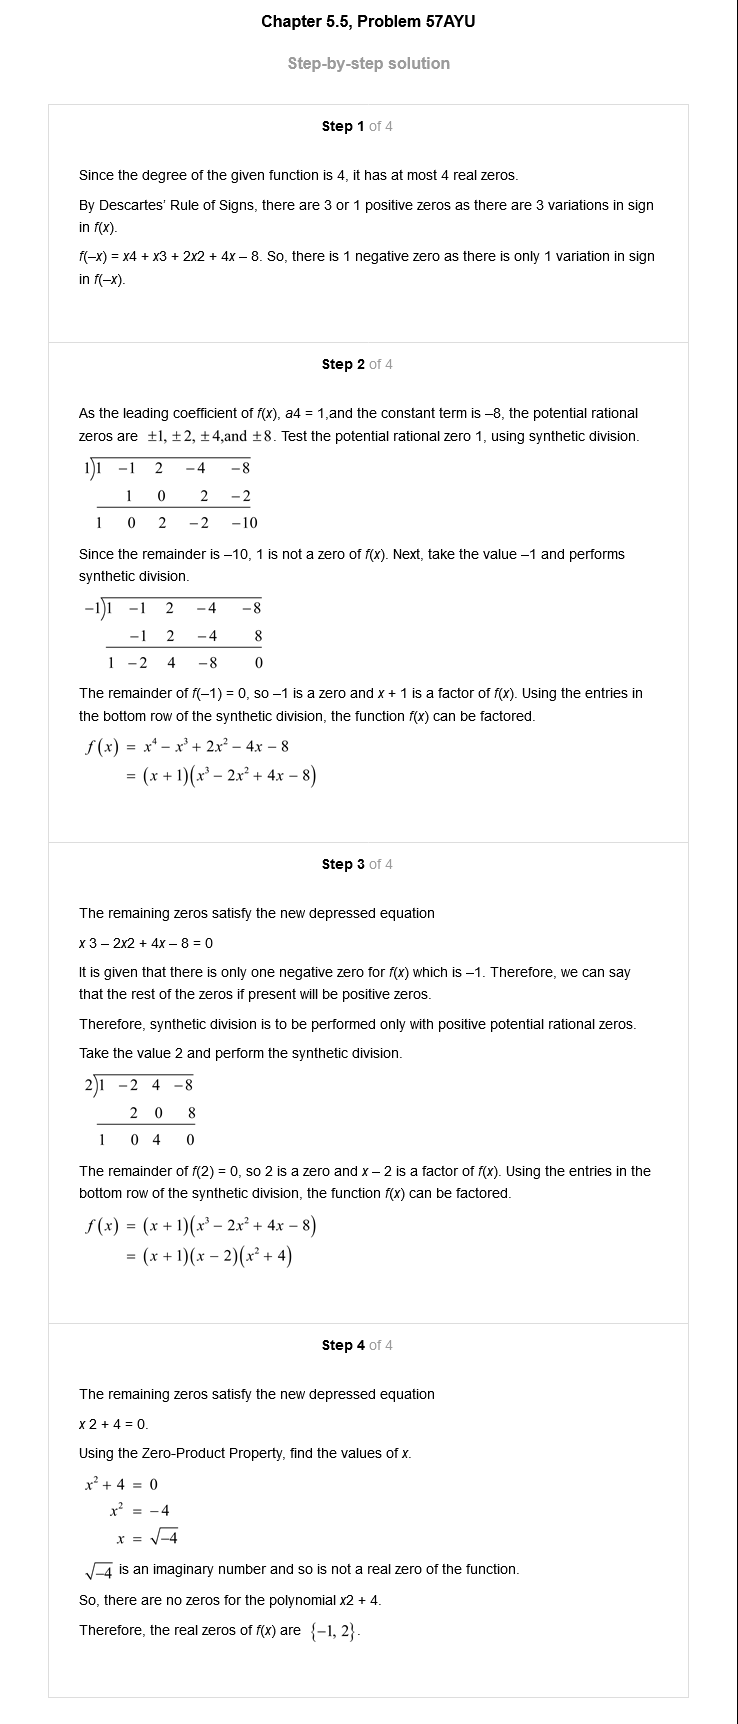 Chapter 5.5, Problem 57AYU
Step-by-step solution
Step 1 of 4
Since the degree of the given function is 4, it has at most 4 real zeros.
By Descartes' Rule of Signs, there are 3 or 1 positive zeros as there are 3 variations in sign
in f(x).
f(–x) = x4 + x3 + 2x2 + 4x – 8. So, there is 1 negative zero as there is only 1 variation in sign
in f(–x).
Step 2 of 4
As the leading coefficient of f(x), a4 = 1,and the constant term is –8, the potential rational
zeros are ±1, ±2, ±4,and ±8. Test the potential rational zero 1, using synthetic division.
1)1 −1 2 −4 −8
1 0 2 −2
1 0 2 −2 −10
Since the remainder is –10, 1 is not a zero of f(x). Next, take the value –1 and performs
synthetic division.
−1)1 −1 2 −4 −8
−1 2 −4 8
1 −2 4 −8 0
The remainder of f(–1) = 0, so –1 is a zero and x + 1 is a factor of f(x). Using the entries in
the bottom row of the synthetic division, the function f(x) can be factored.
f(x) = x⁴ − x³ + 2x² − 4x − 8
= (x + 1)(x³ − 2x² + 4x − 8)
Step 3 of 4
The remaining zeros satisfy the new depressed equation
x 3 – 2x2 + 4x – 8 = 0
It is given that there is only one negative zero for f(x) which is –1. Therefore, we can say
that the rest of the zeros if present will be positive zeros.
Therefore, synthetic division is to be performed only with positive potential rational zeros.
Take the value 2 and perform the synthetic division.
2)1 −2 4 −8
2 0 8
1 0 4 0
The remainder of f(2) = 0, so 2 is a zero and x – 2 is a factor of f(x). Using the entries in the
bottom row of the synthetic division, the function f(x) can be factored.
f(x) = (x + 1)(x³ − 2x² + 4x − 8)
= (x + 1)(x − 2)(x² + 4)
Step 4 of 4
The remaining zeros satisfy the new depressed equation
x 2 + 4 = 0.
Using the Zero-Product Property, find the values of x.
x² + 4 = 0
x² = −4
x = √−4
√−4 is an imaginary number and so is not a real zero of the function.
So, there are no zeros for the polynomial x2 + 4.
Therefore, the real zeros of f(x) are {−1, 2}.